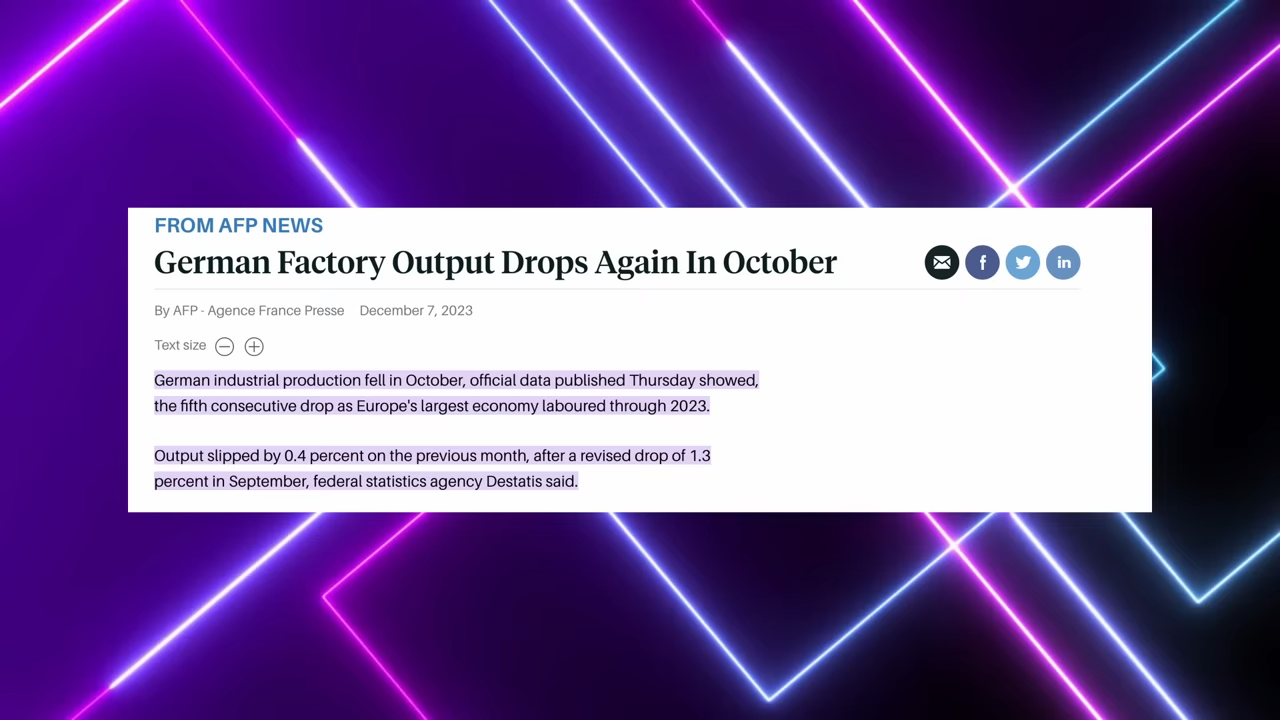 FROM AFP NEWS
German Factory Output Drops Again In October
By AFP - Agence France Presse December 7, 2023
Text size
German industrial production fell in October, official data published Thursday showed,
the fifth consecutive drop as Europe's largest economy laboured through 2023.
Output slipped by 0.4 percent on the previous month, after a revised drop of 1.3
percent in September, federal statistics agency Destatis said.